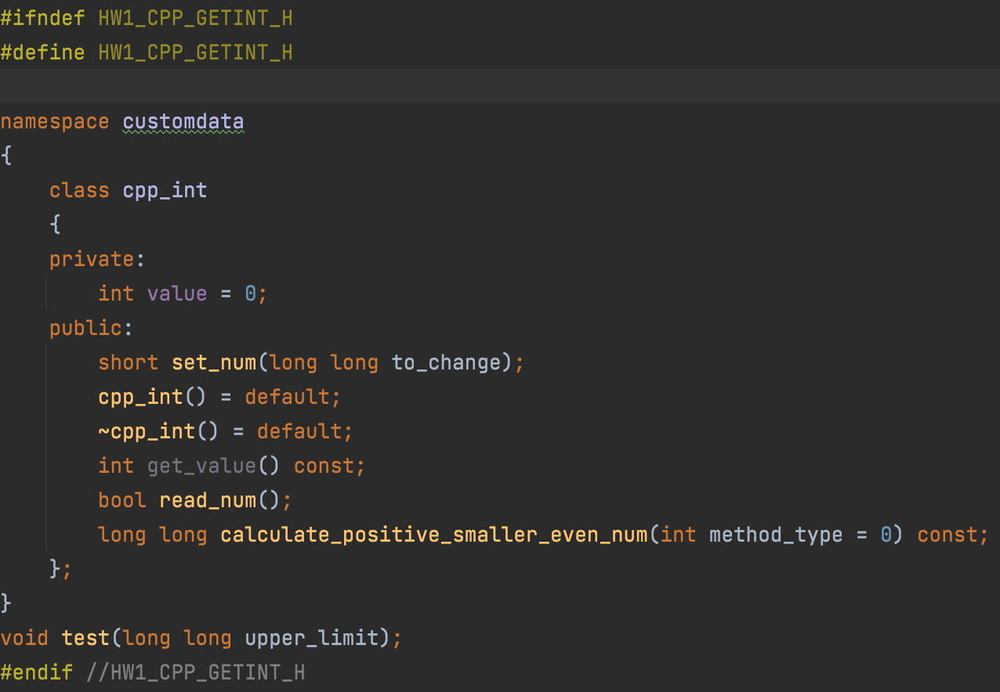 #ifndef HW1_CPP_GETINT_H
#define HW1_CPP_GETINT_H
namespace customdata
{
    class cpp_int
    {
    private:
        int value = 0;
    public:
        short set_num(long long to_change);
        cpp_int() = default;
        ~cpp_int() = default;
        int get_value() const;
        bool read_num();
        long long calculate_positive_smaller_even_num(int method_type = 0) const;
    };
}
void test(long long upper_limit);
#endif //HW1_CPP_GETINT_H